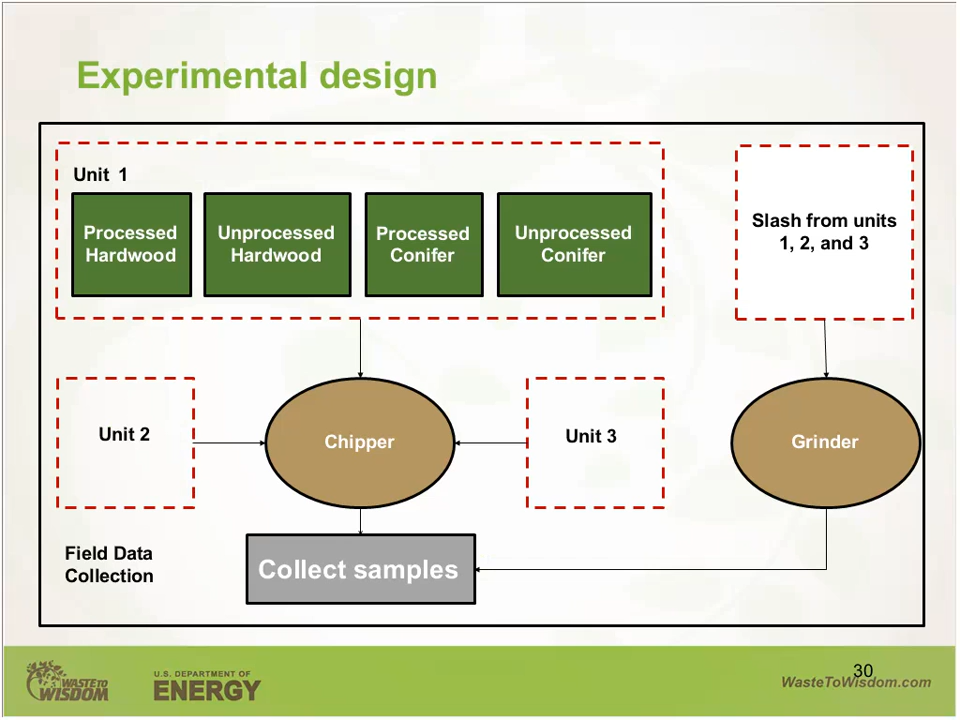 Experimental design
Unit 1
Processed
Hardwood
Unprocessed
Hardwood
Processed
Conifer
Unprocessed
Conifer
Slash from units
1, 2, and 3
Unit 2
Chipper
Unit 3
Grinder
Field Data
Collection
Collect samples
WASTE TO
WISDOM
U.S. DEPARTMENT OF
ENERGY
30
WasteToWisdom.com